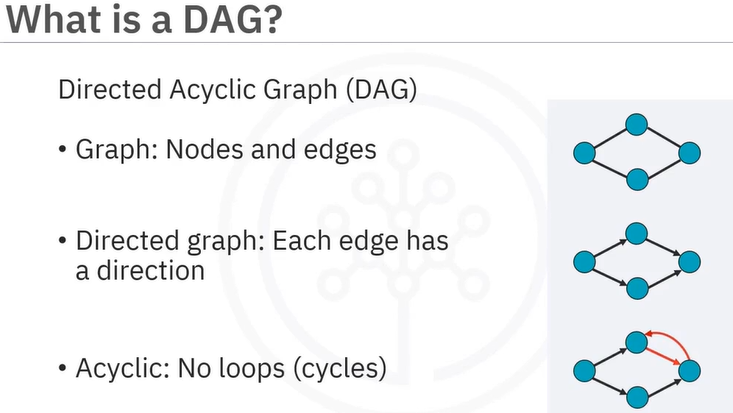 What is a DAG?
Directed Acyclic Graph (DAG)
• Graph: Nodes and edges
• Directed graph: Each edge has
a direction
• Acyclic: No loops (cycles)